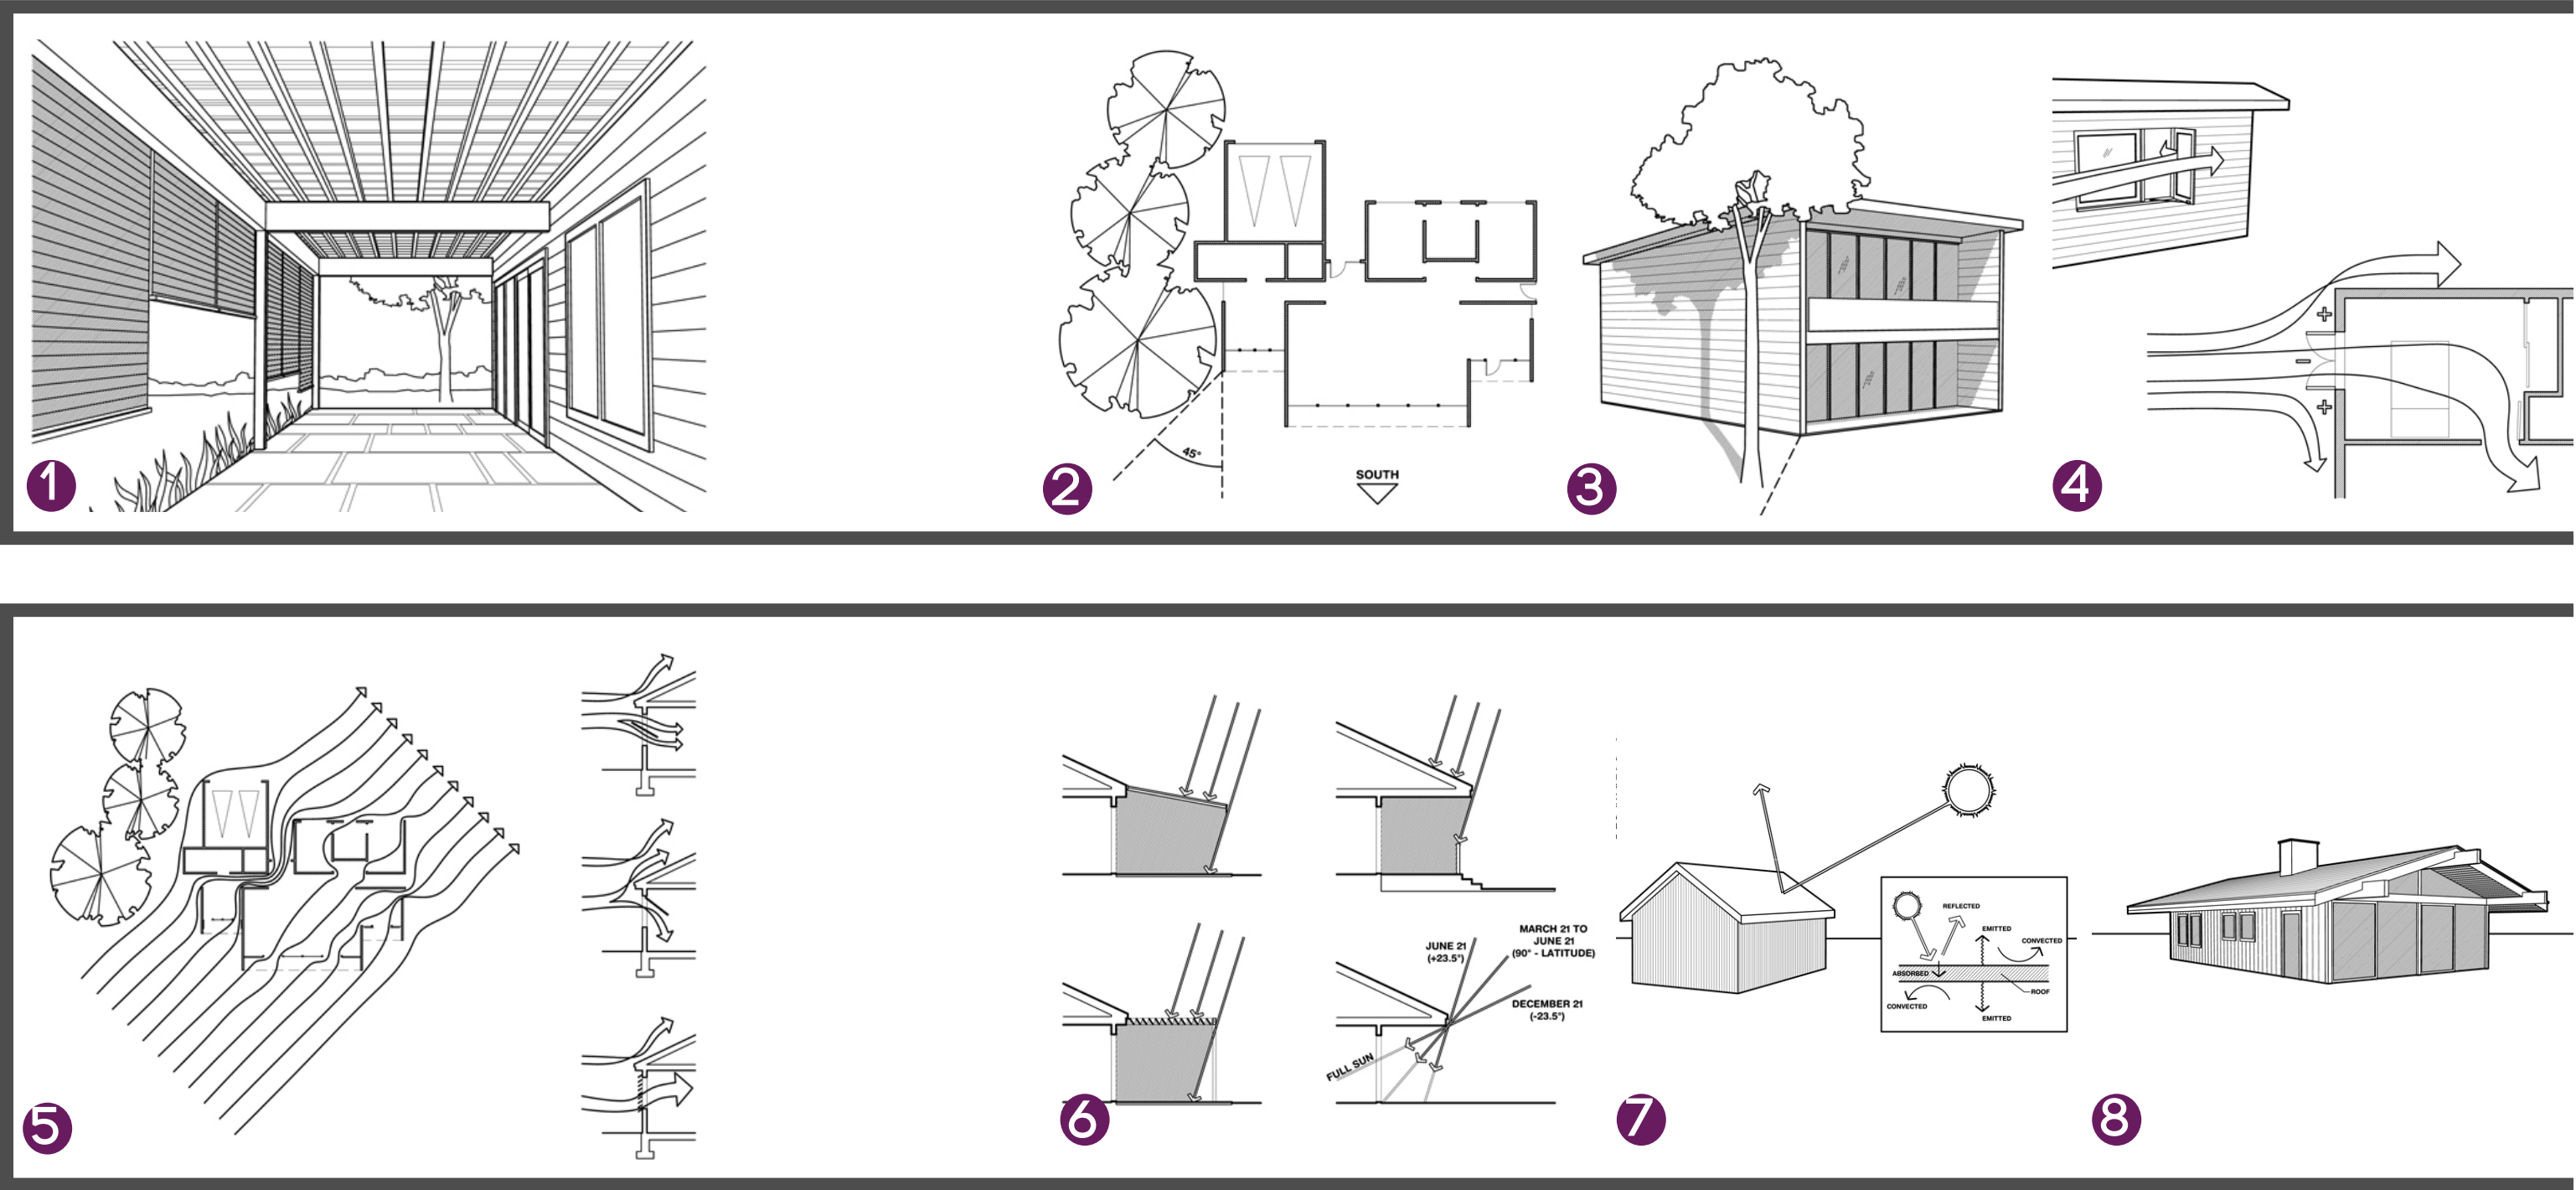 1
2
45°
SOUTH
3
4
+
−
+
5
6
JUNE 21
(+23.5°)
MARCH 21 TO
JUNE 21
(90° - LATITUDE)
DECEMBER 21
(-23.5°)
FULL SUN
7
REFLECTED
EMITTED
CONVECTED
ABSORBED
ROOF
CONVECTED
EMITTED
8